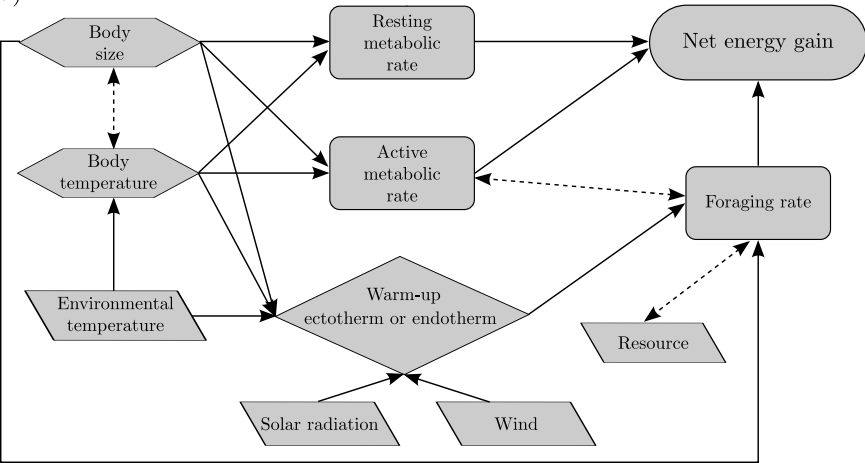 Body
size
Resting
metabolic
rate
Net energy gain
Body
temperature
Active
metabolic
rate
Foraging rate
Environmental
temperature
Warm-up
ectotherm or endotherm
Resource
Solar radiation
Wind